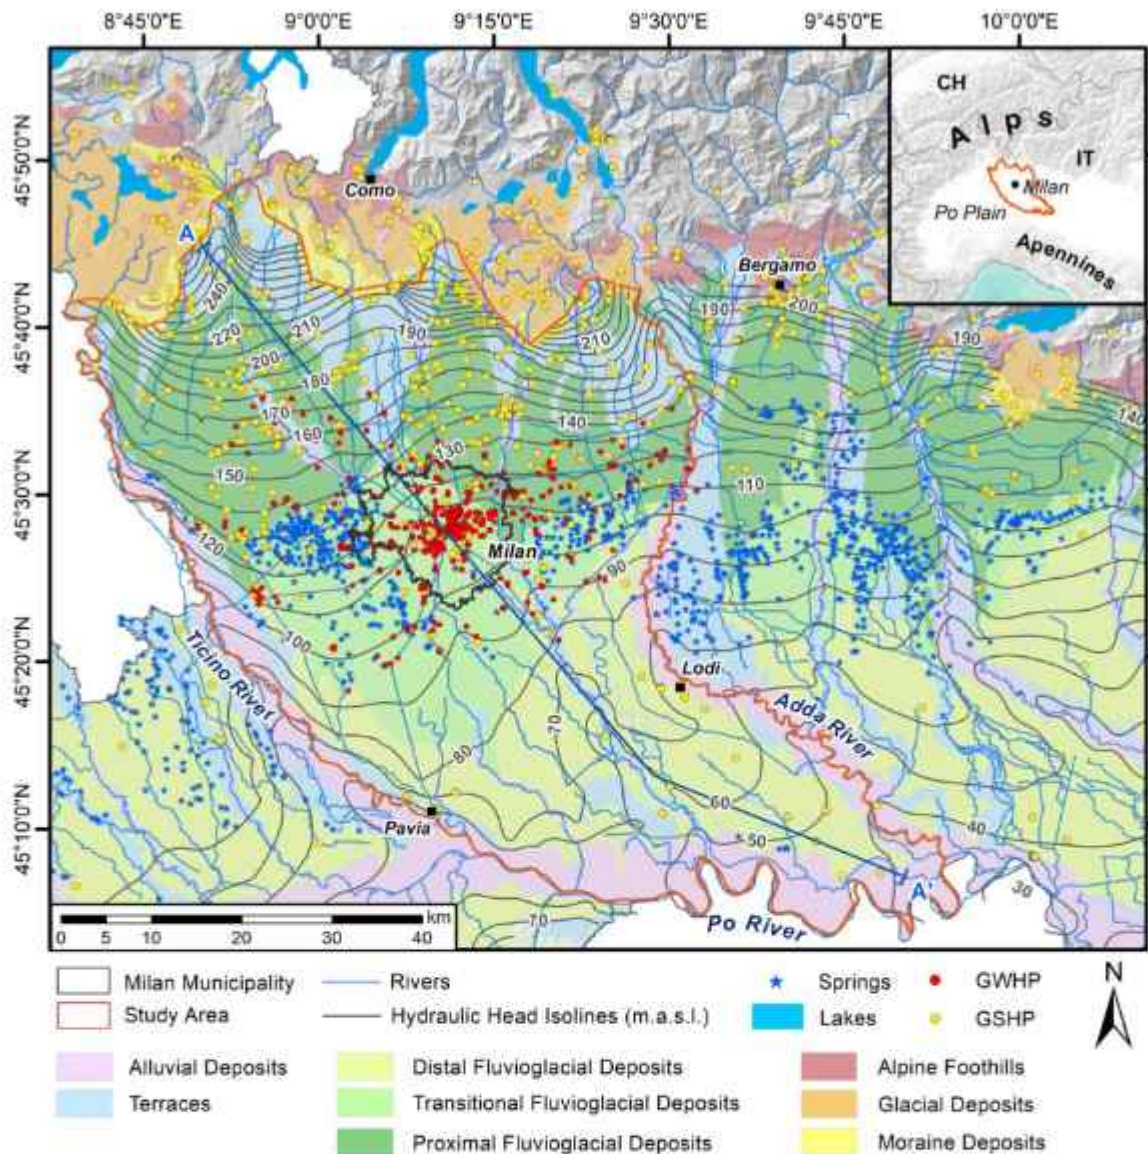 8°45'0"E 9°00'0"E 9°15'0"E 9°30'0"E 9°45'0"E 10°00'0"E
45°50'0"N
45°40'0"N
45°30'0"N
45°20'0"N
45°10'0"N
CH
Alps
IT
Milan
Po Plain
Apennines
Como
A
Bergamo
240
220
210
200
190
180
170
160
150
210
190
200
190
140
140
130
110
120
Milan
90
100
Ticino River
Lodi
Adda River
70
80
60
50
40
30
Pavia
A'
70
Po River
0 5 10 20 30 40 km
Milan Municipality
Study Area
Rivers
Hydraulic Head Isolines (m.a.s.l.)
Springs
Lakes
GWHP
GSHP
N
Alluvial Deposits
Terraces
Distal Fluvioglacial Deposits
Transitional Fluvioglacial Deposits
Proximal Fluvioglacial Deposits
Alpine Foothills
Glacial Deposits
Moraine Deposits